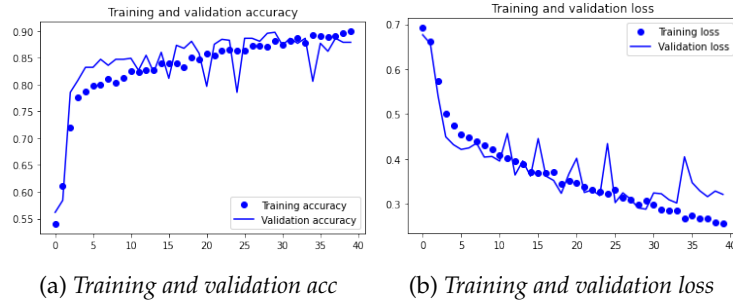 Training and validation accuracy
0.90
0.85
0.80
0.75
0.70
0.65
0.60
0.55
Training accuracy
Validation accuracy
0 5 10 15 20 25 30 35 40
(a) Training and validation acc
Training and validation loss
0.7
0.6
0.5
0.4
0.3
Training loss
Validation loss
0 5 10 15 20 25 30 35 40
(b) Training and validation loss